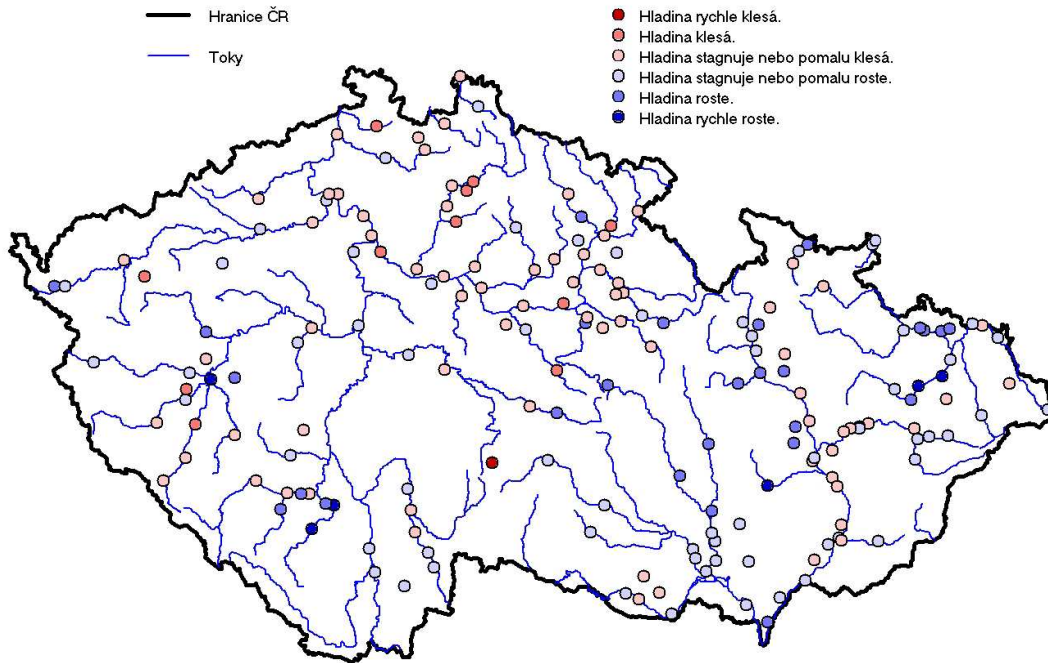 Hranice ČR
Toky
Hladina rychle klesá.
Hladina klesá.
Hladina stagnuje nebo pomalu klesá.
Hladina stagnuje nebo pomalu roste.
Hladina roste.
Hladina rychle roste.